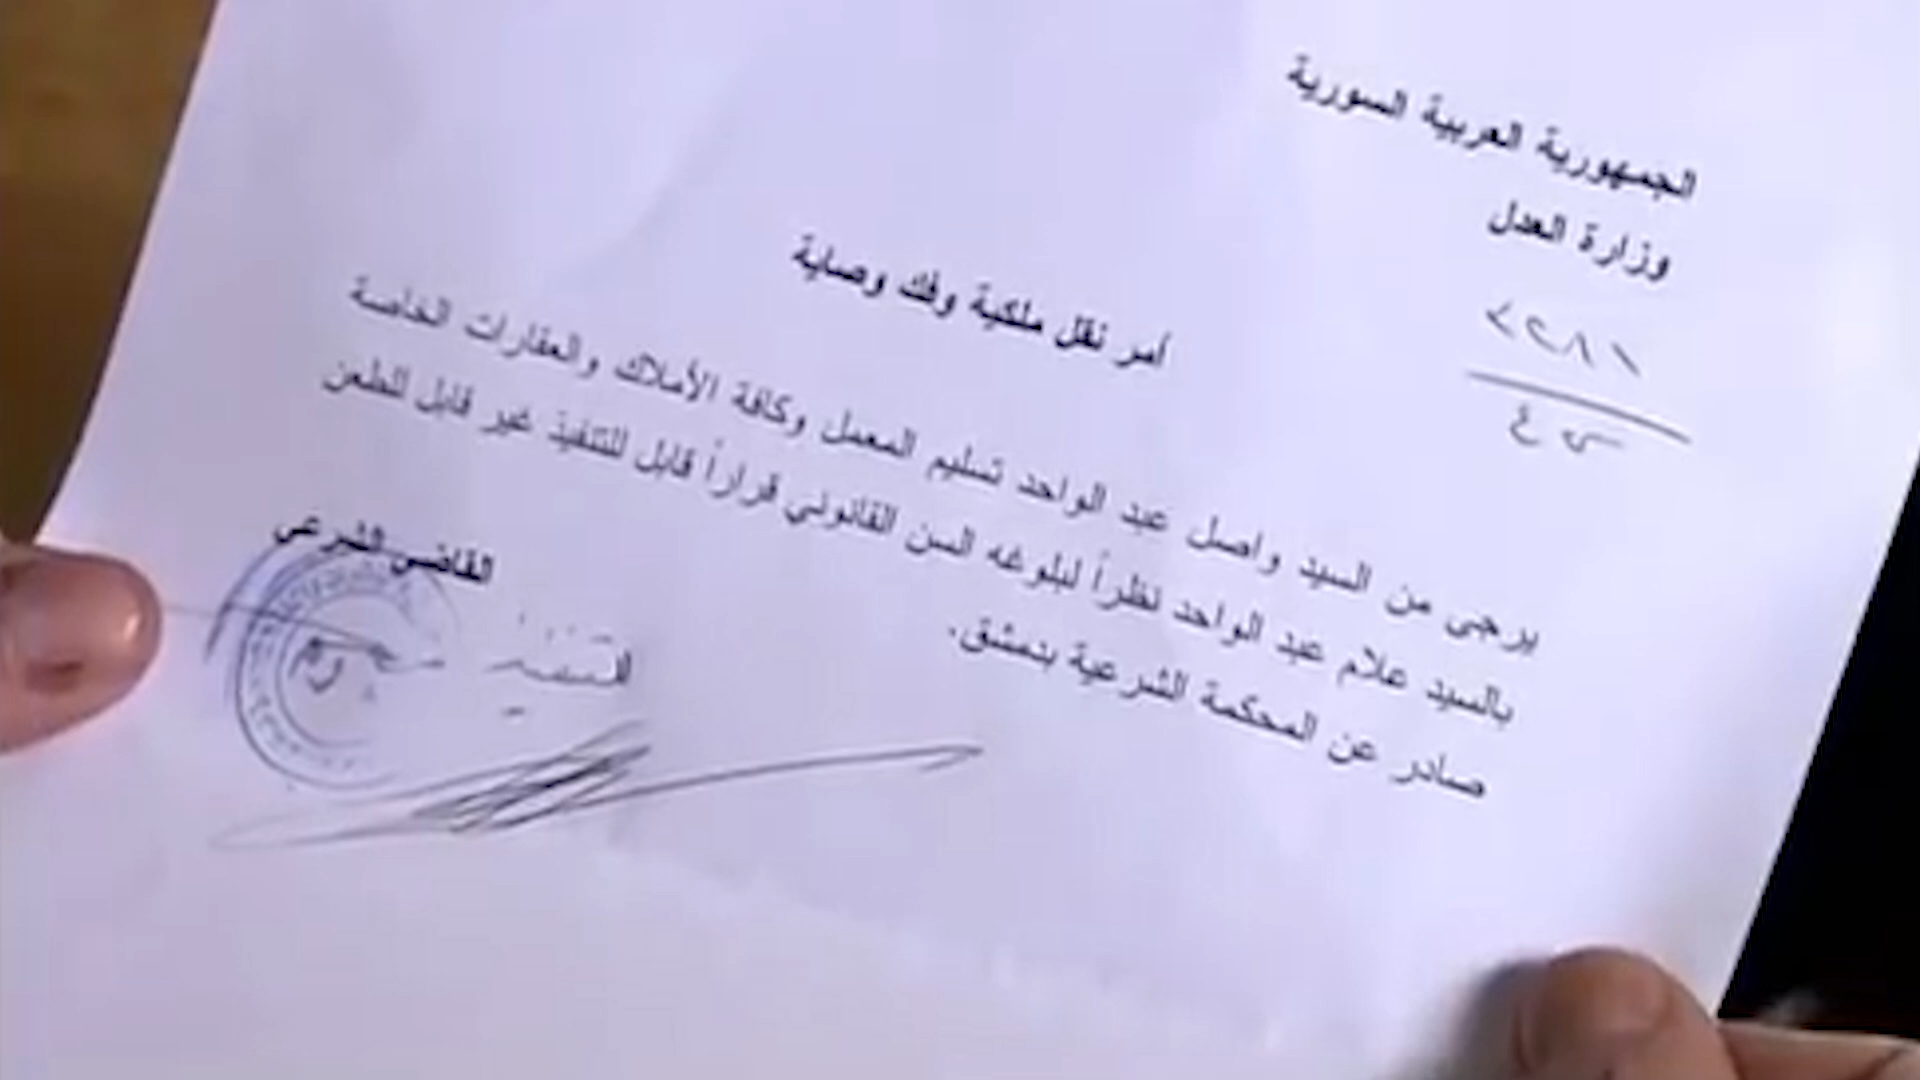 الجمهورية العربية السورية
وزارة العدل
أمر نقل ملكية وفك وصاية
يرجى من السيد واصل عبد الواحد تسليم المعمل وكافة الأملاك والعقارات الخاصة
بالسيد علام عبد الواحد نظراً لبلوغه السن القانوني قراراً قابل للتنفيذ غير قابل للطعن
صادر عن المحكمة الشرعية بدمشق.
القاضي الشرعي